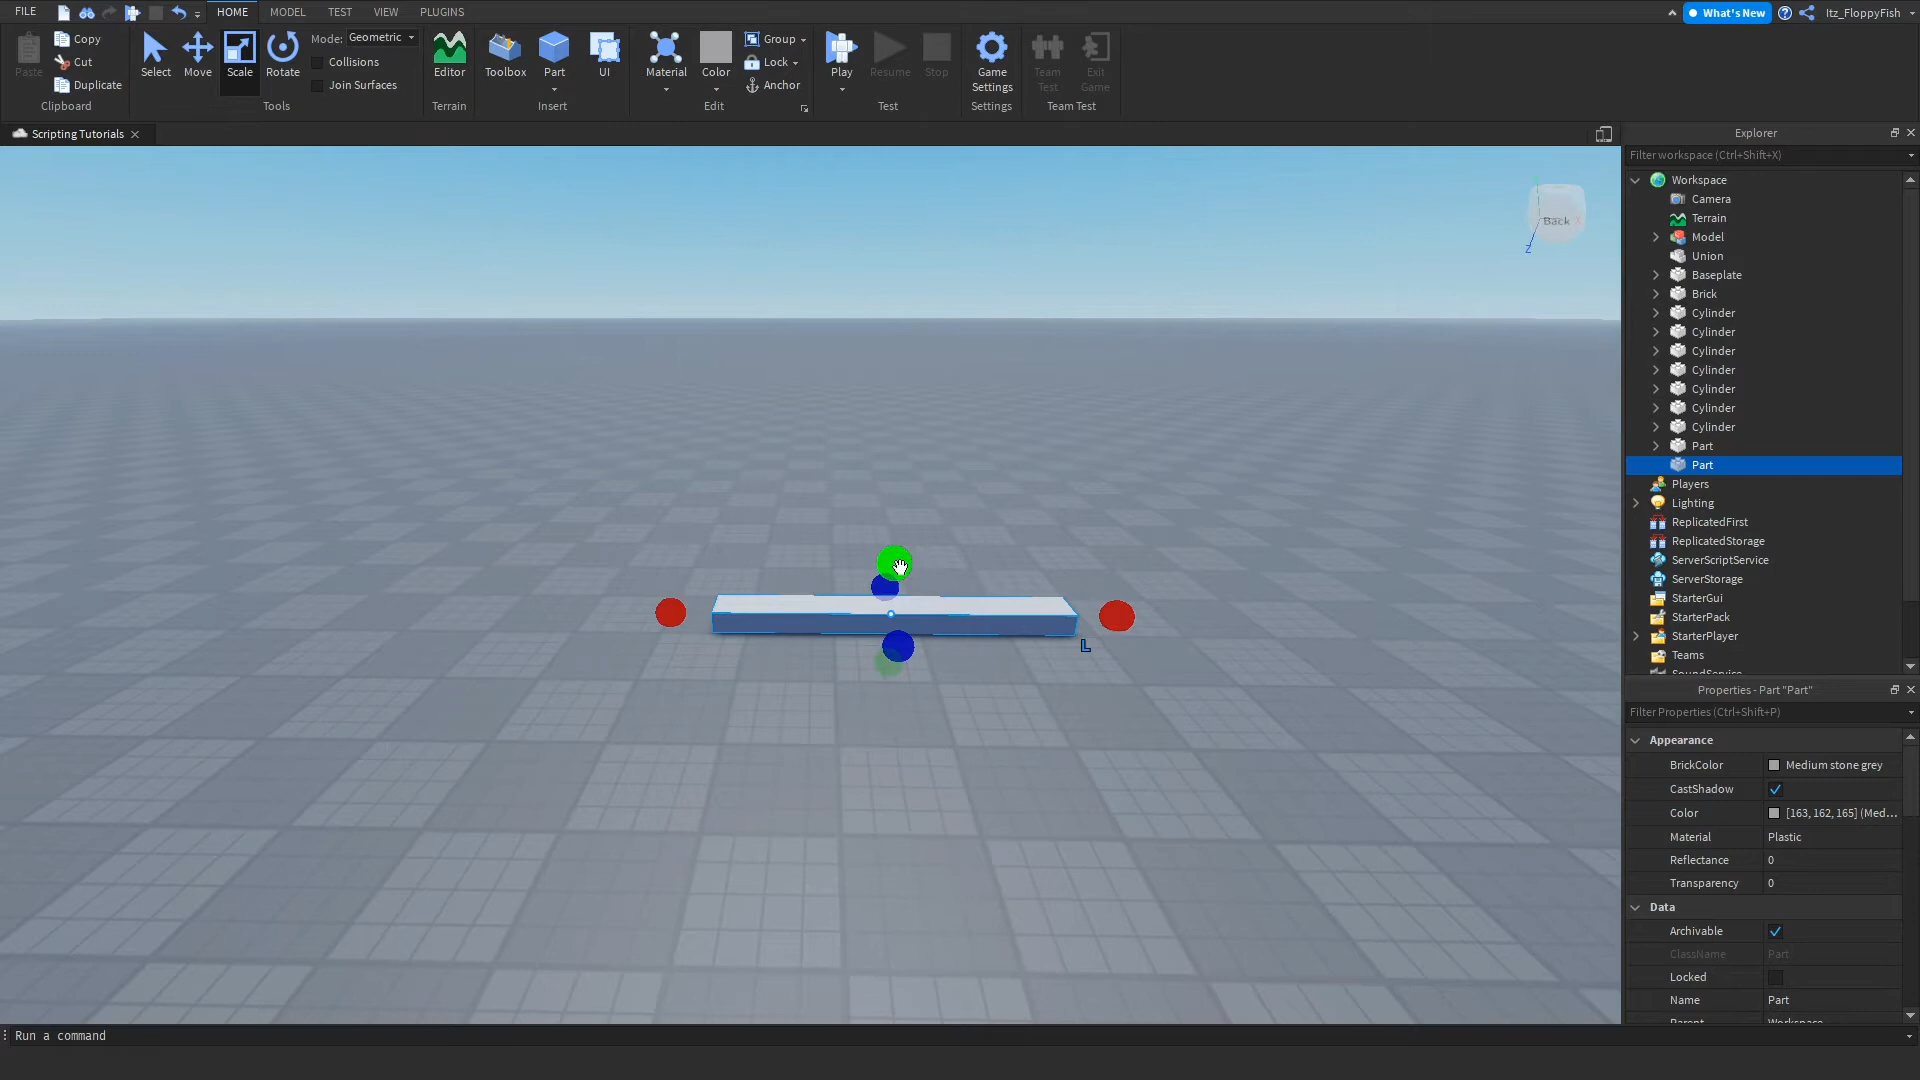 FILE HOME MODEL TEST VIEW PLUGINS What's New Itz_FloppyFish
Paste Copy Cut Duplicate Clipboard
Select Move Scale Rotate Mode: Geometric Collisions Join Surfaces Tools
Editor Terrain
Toolbox Part UI Insert
Material Color Group Lock Anchor Edit
Play Resume Stop Test
Game Settings Settings
Team Test Exit Game Team Test
Scripting Tutorials
Back
Z
L
Explorer
Filter workspace (Ctrl+Shift+X)
Workspace
Camera
Terrain
Model
Union
Baseplate
Brick
Cylinder
Cylinder
Cylinder
Cylinder
Cylinder
Cylinder
Cylinder
Part
Part
Players
Lighting
ReplicatedFirst
ReplicatedStorage
ServerScriptService
ServerStorage
StarterGui
StarterPack
StarterPlayer
Teams
SoundService
Properties - Part "Part"
Filter Properties (Ctrl+Shift+P)
Appearance
BrickColor Medium stone grey
CastShadow
Color [163, 162, 165] (Med...
Material Plastic
Reflectance 0
Transparency 0
Data
Archivable
ClassName Part
Locked
Name Part
Parent Workspace
Run a command